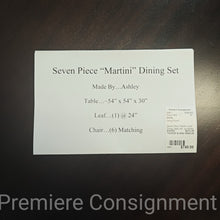 Seven Piece “Martini” Dining Set
Made By…Ashley
Table…54” x 54” x 30”
Leaf…(1) @ 24”
Chair…(6) Matching
Premiere Consignment